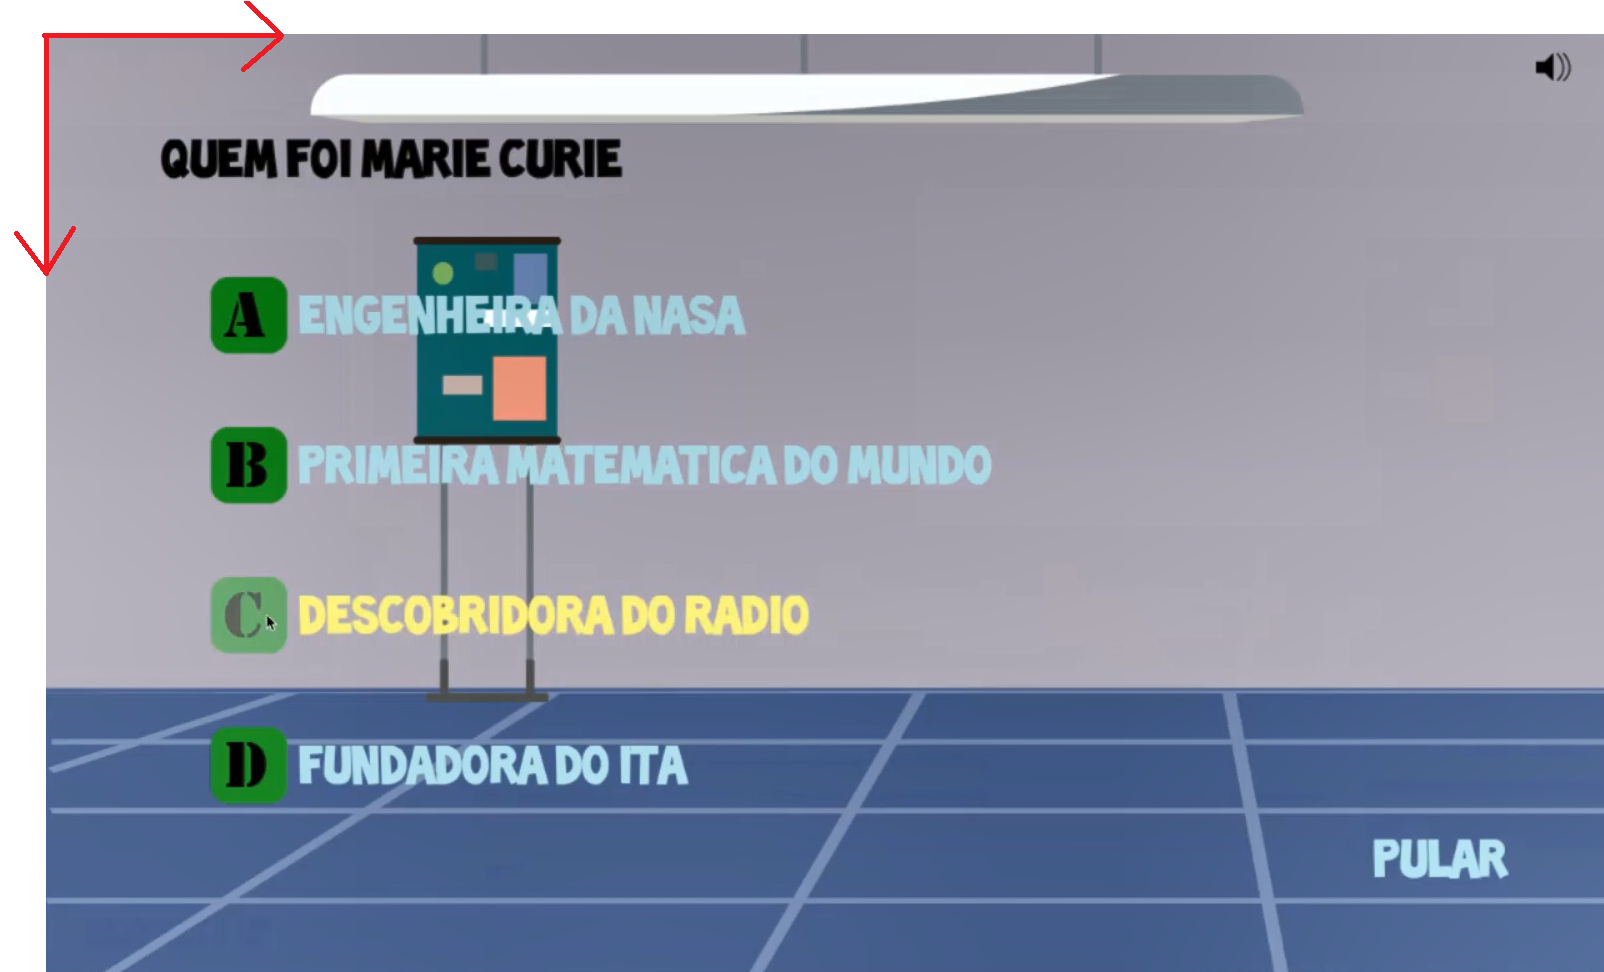 QUEM FOI MARIE CURIE
A ENGENHEIRA DA NASA
B PRIMEIRA MATEMATICA DO MUNDO
C DESCOBRIDORA DO RADIO
D FUNDADORA DO ITA
PULAR